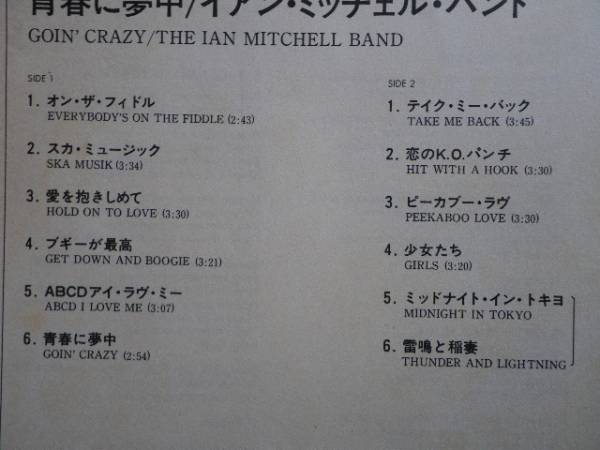 青春に夢中/イアン・ミッチェル・バンド
GOIN' CRAZY/THE IAN MITCHELL BAND
SIDE 1
1. オン・ザ・フィドル
EVERYBODY'S ON THE FIDDLE (2:43)
2. スカ・ミュージック
SKA MUSIK (3:34)
3. 愛を抱きしめて
HOLD ON TO LOVE (3:30)
4. ブギーが最高
GET DOWN AND BOOGIE (3:21)
5. ABCDアイ・ラヴ・ミー
ABCD I LOVE ME (3:07)
6. 青春に夢中
GOIN' CRAZY (2:54)
SIDE 2
1. テイク・ミー・バック
TAKE ME BACK (3:45)
2. 恋のK.O.パンチ
HIT WITH A HOOK (3:30)
3. ピーカブー・ラヴ
PEEKABOO LOVE (3:30)
4. 少女たち
GIRLS (3:20)
5. ミッドナイト・イン・トキヨ
MIDNIGHT IN TOKYO
6. 雷鳴と稲妻
THUNDER AND LIGHTNING